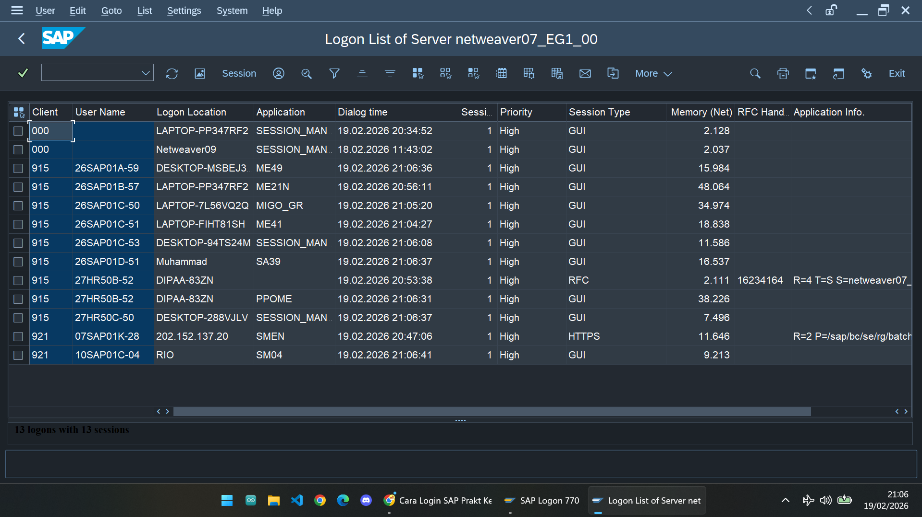 User Edit Goto List Settings System Help
SAP Logon List of Server netweaver07_EG1_00
Session More Exit
Client User Name Logon Location Application Dialog time Sessi... Priority Session Type Memory (Net) RFC Hand... Application Info.
000 LAPTOP-PP347RF2 SESSION_MAN... 19.02.2026 20:34:52 1 High GUI 2.128
000 Netweaver09 SESSION_MAN... 18.02.2026 11:43:02 1 High GUI 2.037
915 26SAP01A-59 DESKTOP-MSBEJ3... ME49 19.02.2026 21:06:36 1 High GUI 15.984
915 26SAP01B-57 LAPTOP-PP347RF2 ME21N 19.02.2026 20:56:11 1 High GUI 48.064
915 26SAP01C-50 LAPTOP-7L56VQ2Q MIGO_GR 19.02.2026 21:05:20 1 High GUI 34.974
915 26SAP01C-51 LAPTOP-FIHT81SH ME41 19.02.2026 21:04:27 1 High GUI 18.838
915 26SAP01C-53 DESKTOP-94TS24M SESSION_MAN... 19.02.2026 21:06:08 1 High GUI 11.586
915 26SAP01D-51 Muhammad SA39 19.02.2026 21:06:37 1 High GUI 16.537
915 27HR50B-52 DIPAA-83ZN 19.02.2026 20:53:38 1 High RFC 2.111 16234164 R=4 T=S S=netweaver07_
915 27HR50B-52 DIPAA-83ZN PPOME 19.02.2026 21:06:31 1 High GUI 38.226
915 27HR50C-50 DESKTOP-288VJLV SESSION_MAN... 19.02.2026 21:06:37 1 High GUI 7.496
921 07SAP01K-28 202.152.137.20 SMEN 19.02.2026 20:47:06 1 High HTTPS 11.646 R=2 P=/sap/bc/se/rg/batch
921 10SAP01C-04 RIO SM04 19.02.2026 21:06:41 1 High GUI 9.213
13 logons with 13 sessions
Cara Login SAP Prakt Ke SAP Logon 770 Logon List of Server net 21:06
19/02/2026